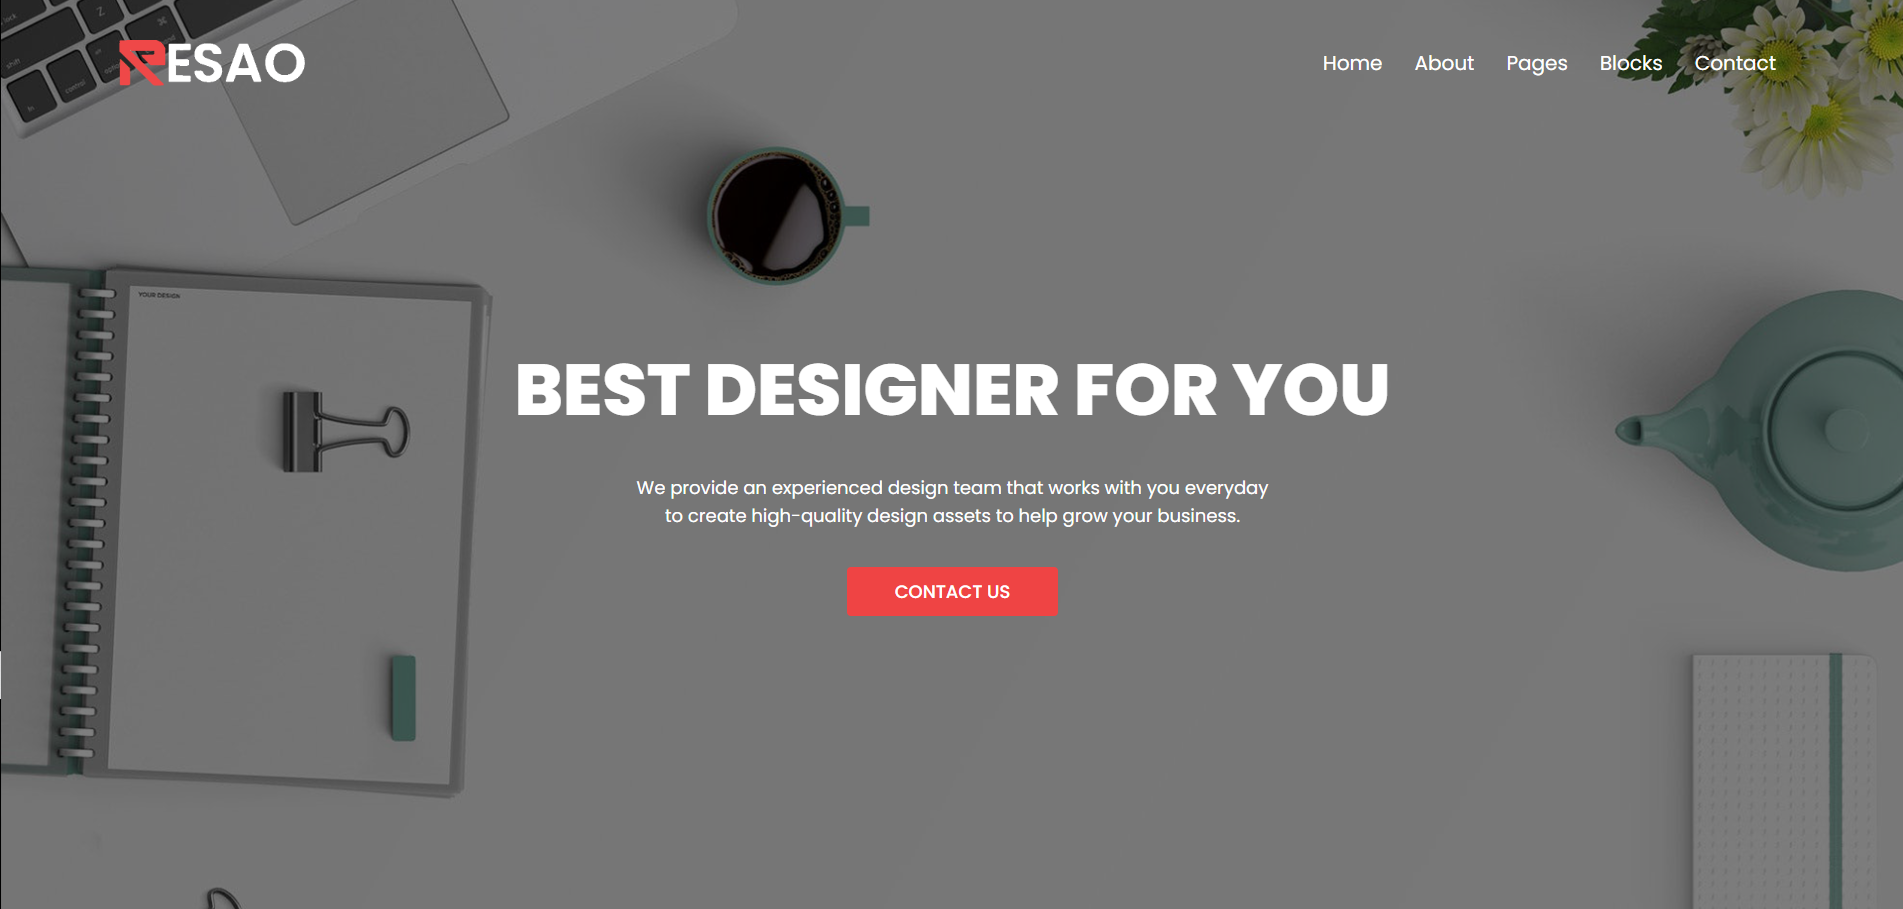 RESAO
Home About Pages Blocks Contact
YOUR DESIGN
BEST DESIGNER FOR YOU
We provide an experienced design team that works with you everyday
to create high-quality design assets to help grow your business.
CONTACT US